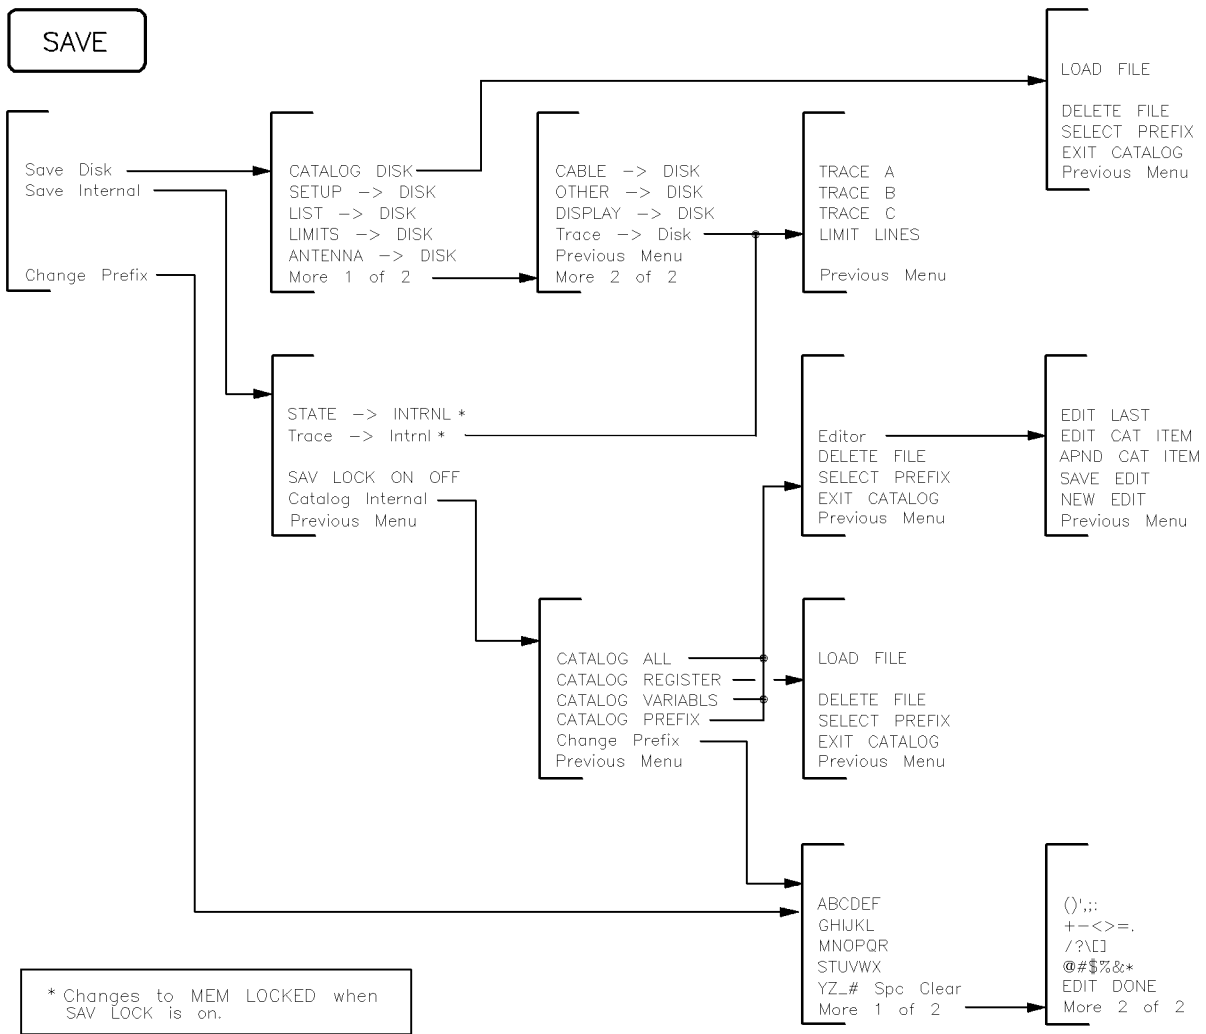 SAVE
Save Disk
Save Internal
Change Prefix
CATALOG DISK
SETUP -> DISK
LIST -> DISK
LIMITS -> DISK
ANTENNA -> DISK
More 1 of 2
CABLE -> DISK
OTHER -> DISK
DISPLAY -> DISK
Trace -> Disk
Previous Menu
More 2 of 2
TRACE A
TRACE B
TRACE C
LIMIT LINES
Previous Menu
LOAD FILE
DELETE FILE
SELECT PREFIX
EXIT CATALOG
Previous Menu
STATE -> INTRNL *
Trace -> Intrnl *
SAV LOCK ON OFF
Catalog Internal
Previous Menu
Editor
DELETE FILE
SELECT PREFIX
EXIT CATALOG
Previous Menu
EDIT LAST
EDIT CAT ITEM
APND CAT ITEM
SAVE EDIT
NEW EDIT
Previous Menu
CATALOG ALL
CATALOG REGISTER
CATALOG VARIABLS
CATALOG PREFIX
Change Prefix
Previous Menu
LOAD FILE
DELETE FILE
SELECT PREFIX
EXIT CATALOG
Previous Menu
ABCDEF
GHIJKL
MNOPQR
STUVWX
YZ_# Spc Clear
More 1 of 2
()',;:
+-<>=.
/?\[]
@#$%&*
EDIT DONE
More 2 of 2
* Changes to MEM LOCKED when
SAV LOCK is on.